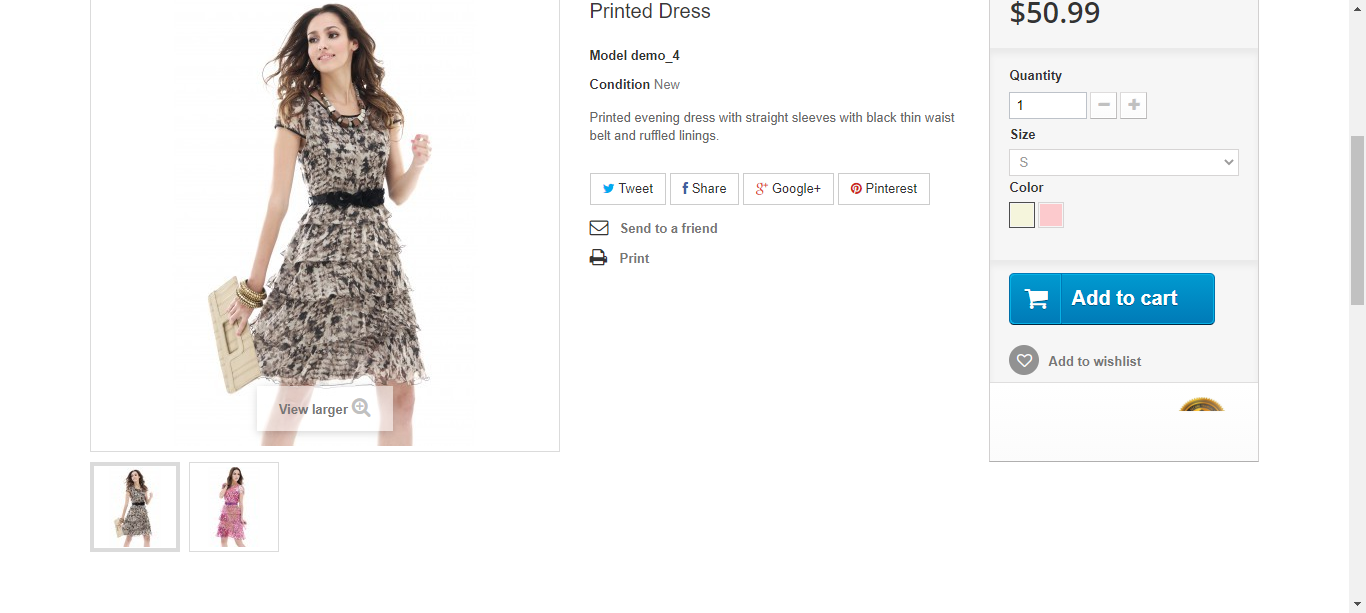 Printed Dress
$50.99
Model demo_4
Condition New
Printed evening dress with straight sleeves with black thin waist
belt and ruffled linings.
Tweet
Share
Google+
Pinterest
Send to a friend
Print
View larger
Quantity
1
Size
S
Color
Add to cart
Add to wishlist